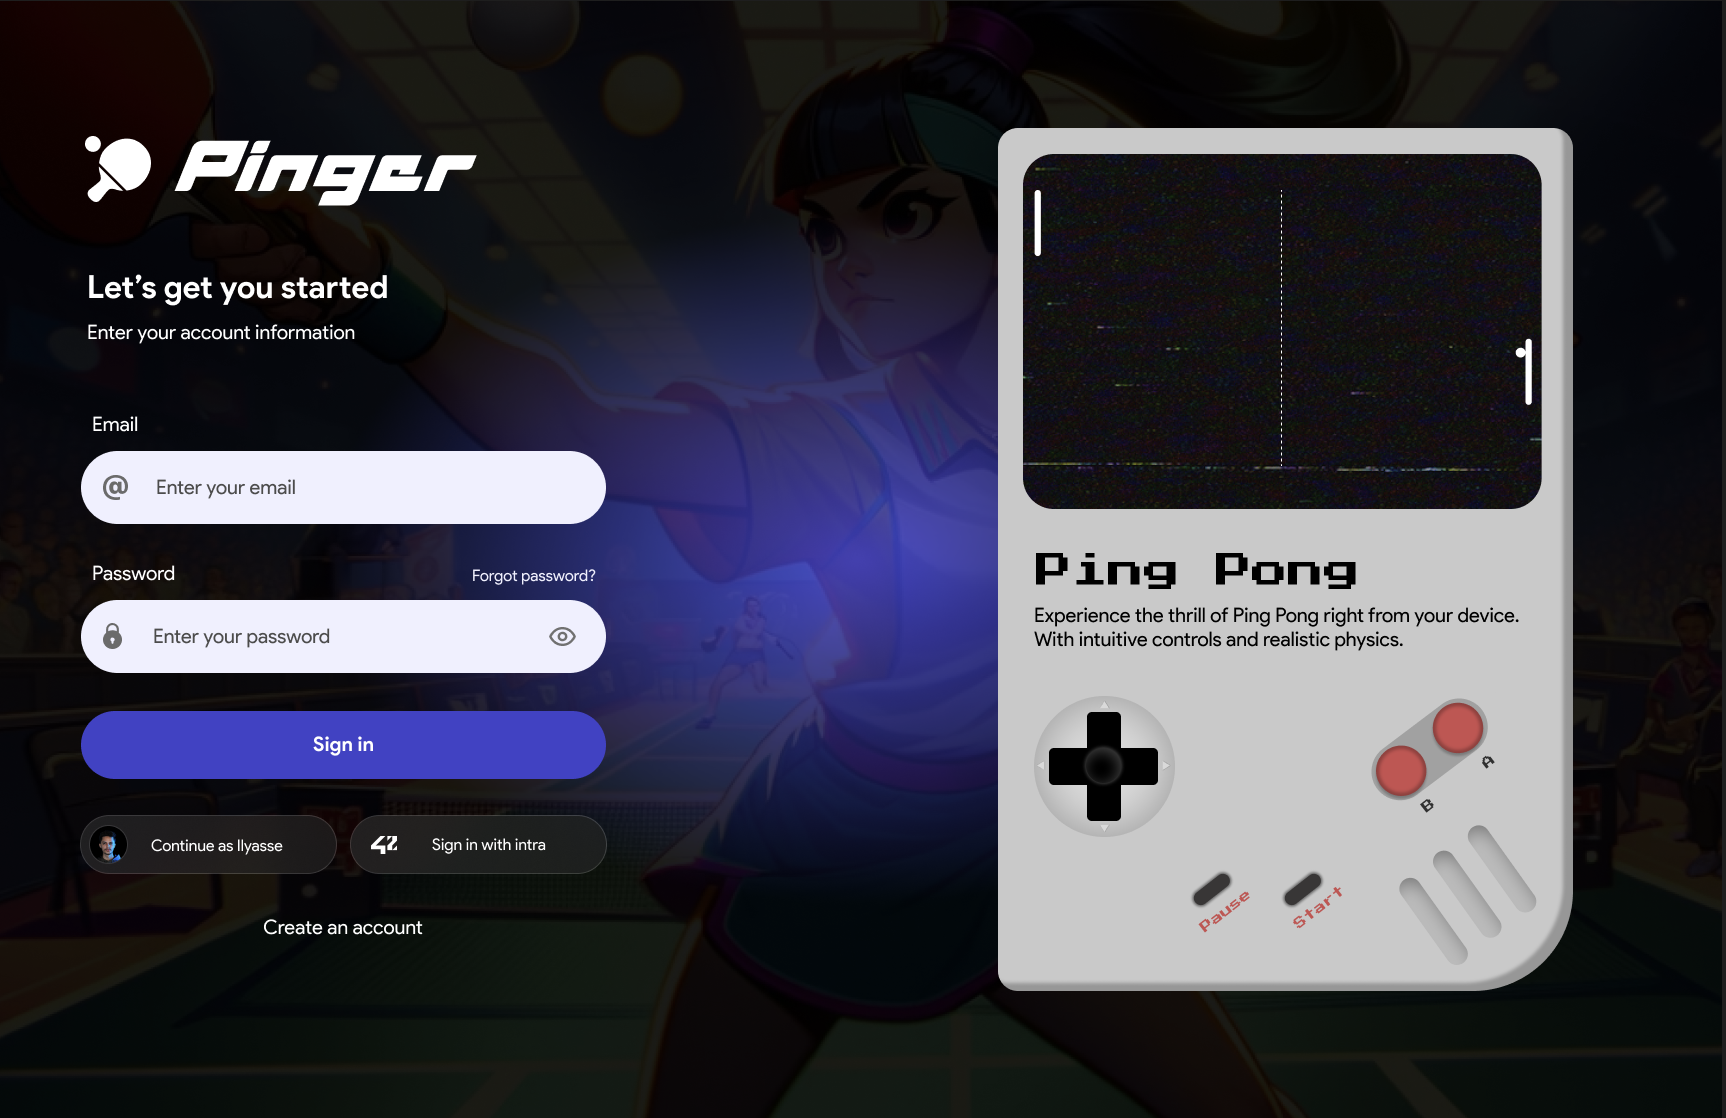 Pinger
Let's get you started
Enter your account information
Email
@ Enter your email
Password
Forgot password?
Enter your password
Sign in
Continue as Ilyasse
42 Sign in with intra
Create an account
Ping Pong
Experience the thrill of Ping Pong right from your device.
With intuitive controls and realistic physics.
A
B
Pause
Start